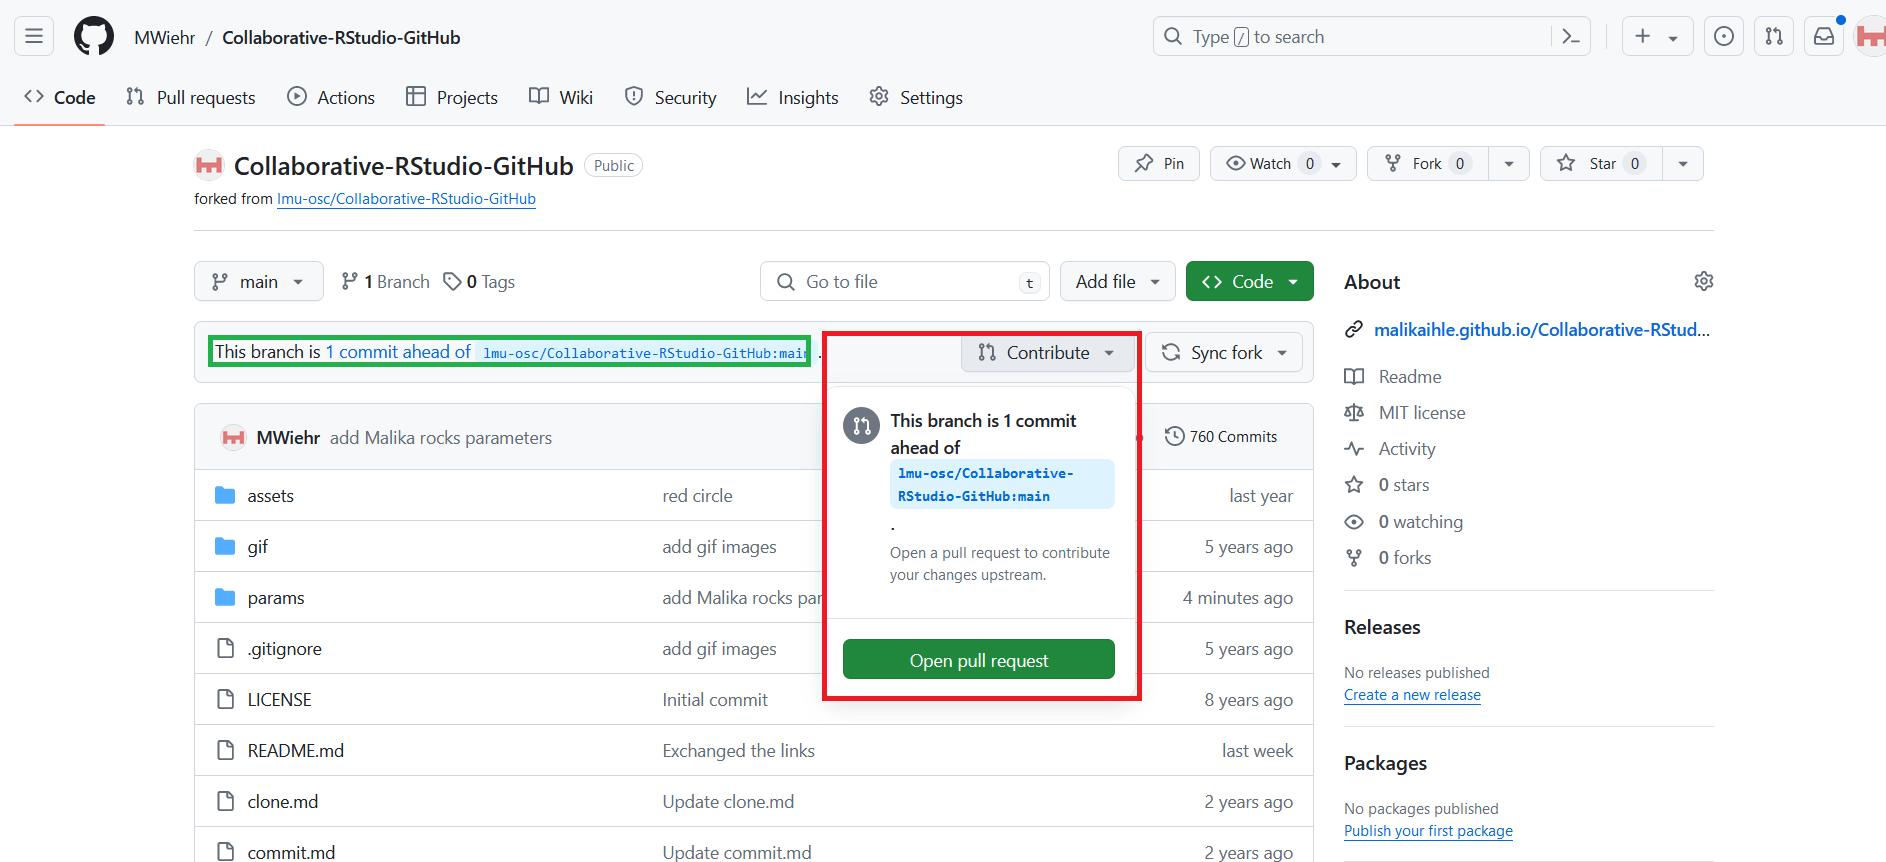 MWiehr / Collaborative-RStudio-GitHub
Type / to search
Code Pull requests Actions Projects Wiki Security Insights Settings
Collaborative-RStudio-GitHub Public
Pin Watch 0 Fork 0 Star 0
forked from lmu-osc/Collaborative-RStudio-GitHub
main 1 Branch 0 Tags Go to file t Add file Code
This branch is 1 commit ahead of lmu-osc/Collaborative-RStudio-GitHub:main .
Contribute Sync fork
This branch is 1 commit
ahead of
lmu-osc/Collaborative-
RStudio-GitHub:main
.
Open a pull request to contribute
your changes upstream.
Open pull request
MWiehr add Malika rocks parameters 760 Commits
assets red circle last year
gif add gif images 5 years ago
params add Malika rocks 4 minutes ago
.gitignore add gif images 5 years ago
LICENSE Initial commit 8 years ago
README.md Exchanged the links last week
clone.md Update clone.md 2 years ago
commit.md Update commit.md 2 years ago
About
malikaihle.github.io/Collaborative-RStud...
Readme
MIT license
Activity
0 stars
0 watching
0 forks
Releases
No releases published
Create a new release
Packages
No packages published
Publish your first package